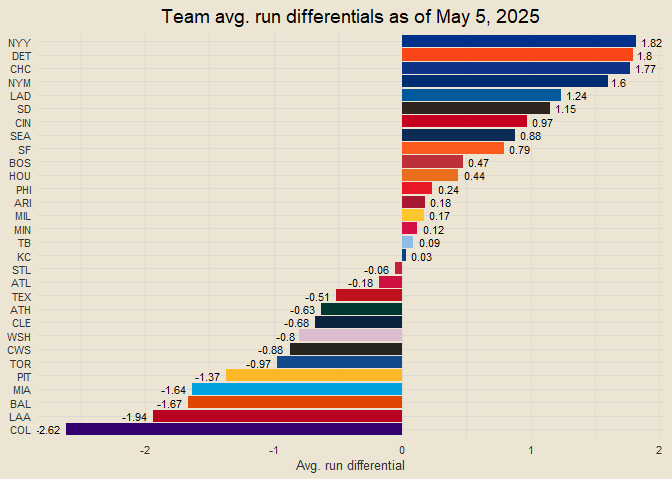 Team avg. run differentials as of May 5, 2025
NYY 1.82
DET 1.8
CHC 1.77
NYM 1.6
LAD 1.24
SD 1.15
CIN 0.97
SEA 0.88
SF 0.79
BOS 0.47
HOU 0.44
PHI 0.24
ARI 0.18
MIL 0.17
MIN 0.12
TB 0.09
KC 0.03
STL -0.06
ATL -0.18
TEX -0.51
ATH -0.63
CLE -0.68
WSH -0.8
CWS -0.88
TOR -0.97
PIT -1.37
MIA -1.64
BAL -1.67
LAA -1.94
COL -2.62
-2 -1 0 1 2
Avg. run differential